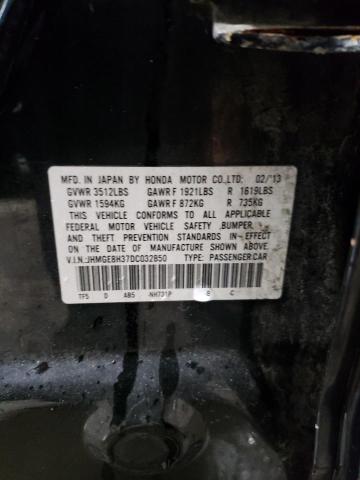 MFD. IN JAPAN BY HONDA MOTOR CO.,LTD. 02/13
GVWR 3512LBS GAWR F 1921LBS R 1619LBS
GVWR 1594KG GAWR F 872KG R 735KG
THIS VEHICLE CONFORMS TO ALL APPLICABLE
FEDERAL MOTOR VEHICLE SAFETY ,BUMPER,
AND THEFT PREVENTION STANDARDS IN EFFECT
ON THE DATE OF MANUFACTURE SHOWN ABOVE.
V.I.N.:JHMGE8H37DC032850 TYPE: PASSENGER CAR
TF5 D AB5 -NH731P B C